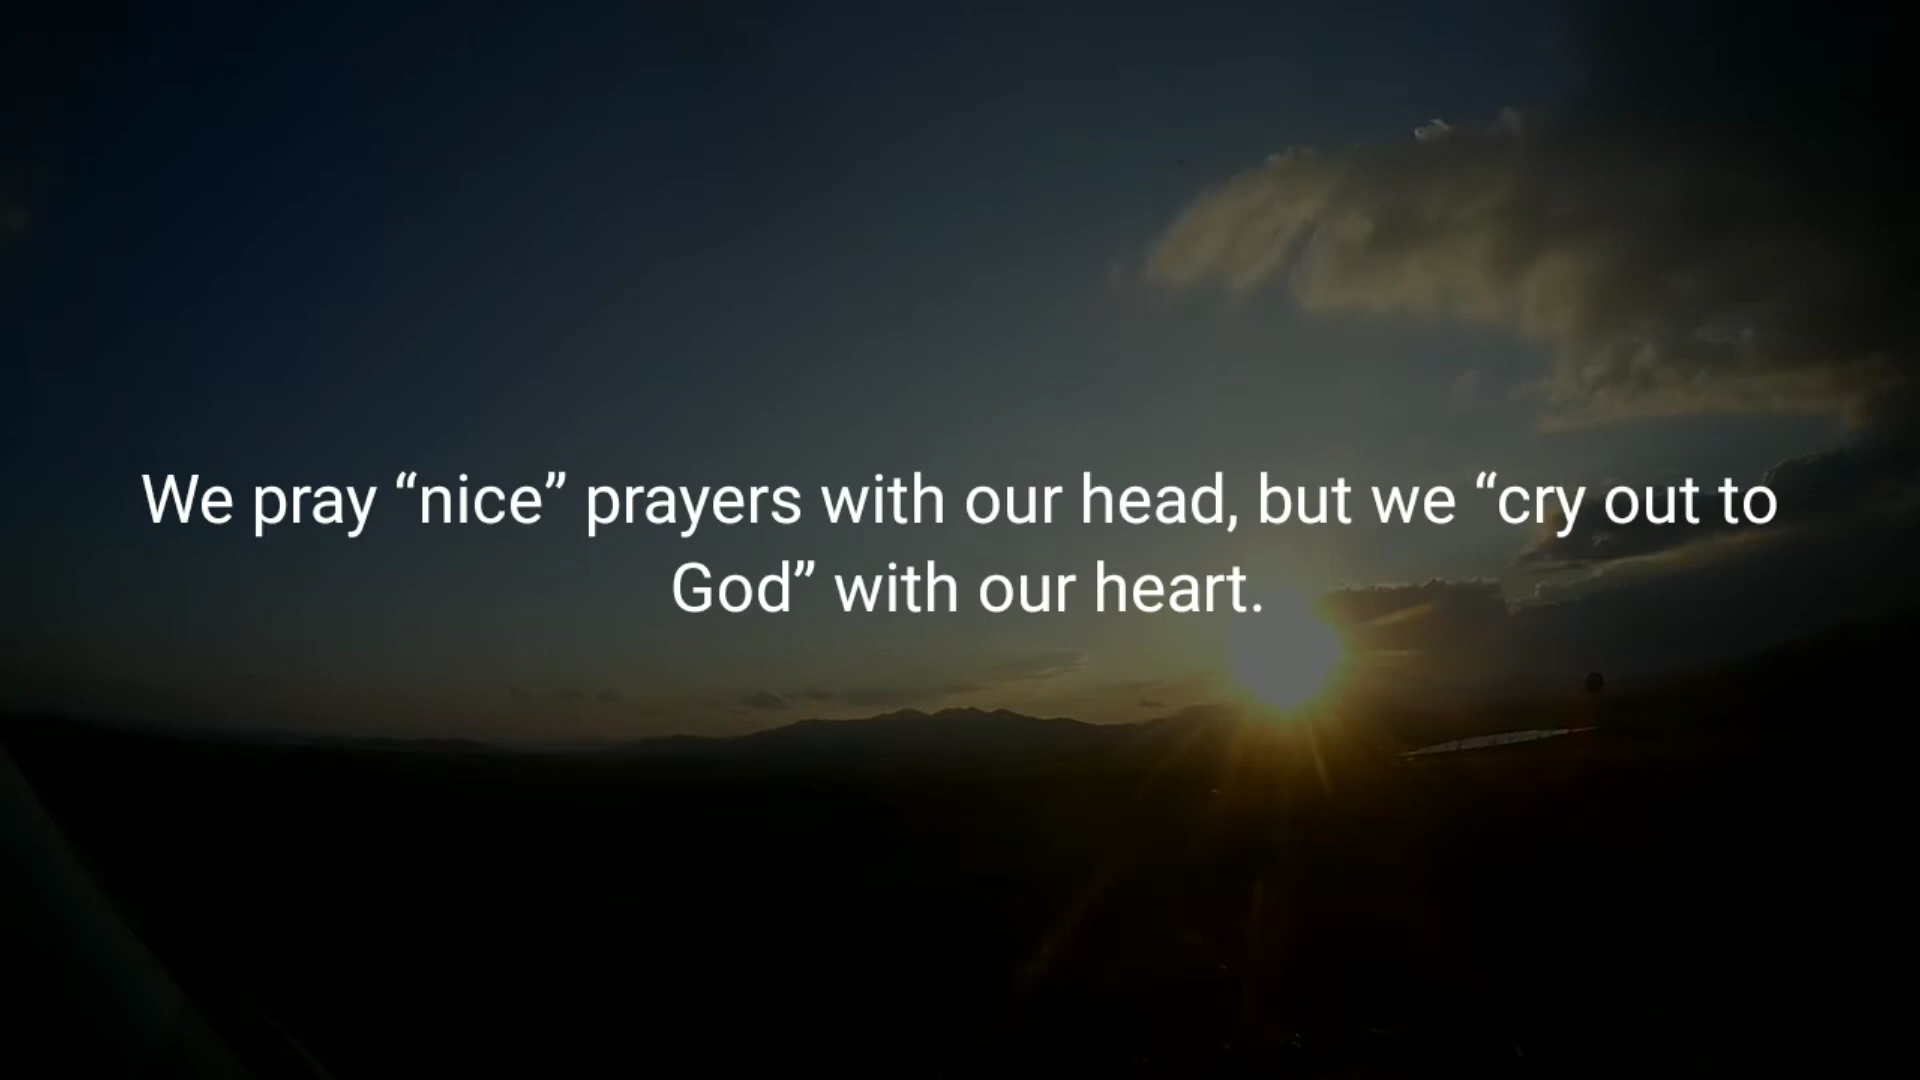 We pray “nice” prayers with our head, but we “cry out to
God” with our heart.